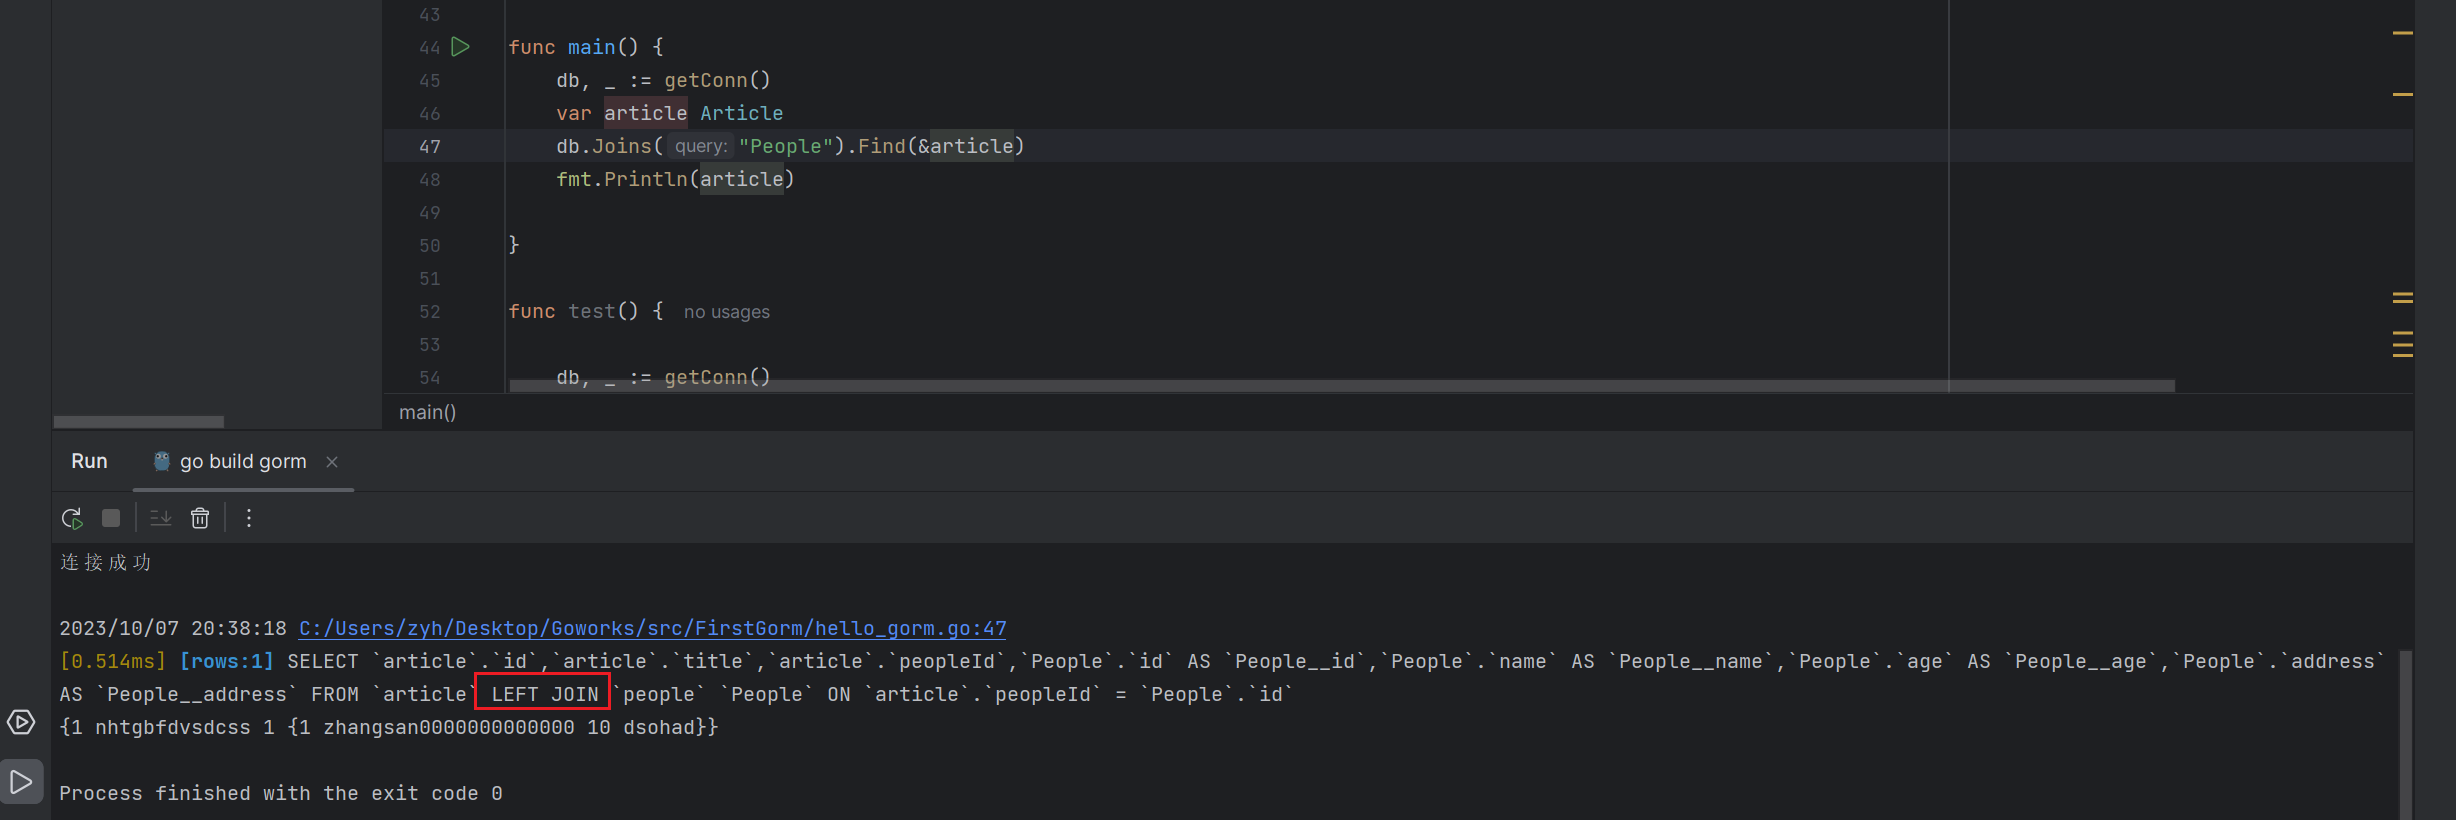 43
44 func main() {
45 db, _ := getConn()
46 var article Article
47 db.Joins( query: "People").Find(&article)
48 fmt.Println(article)
49
50 }
51
52 func test() { no usages
53
54 db, _ := getConn()
main()
Run go build gorm
连接成功
2023/10/07 20:38:18 C:/Users/zyh/Desktop/Goworks/src/FirstGorm/hello_gorm.go:47
[0.514ms] [rows:1] SELECT `article`.`id`,`article`.`title`,`article`.`peopleId`,`People`.`id` AS `People__id`,`People`.`name` AS `People__name`,`People`.`age` AS `People__age`,`People`.`address`
AS `People__address` FROM `article` LEFT JOIN `people` `People` ON `article`.`peopleId` = `People`.`id`
{1 nhtgbfdvsdcss 1 {1 zhangsan0000000000000 10 dsohad}}
Process finished with the exit code 0